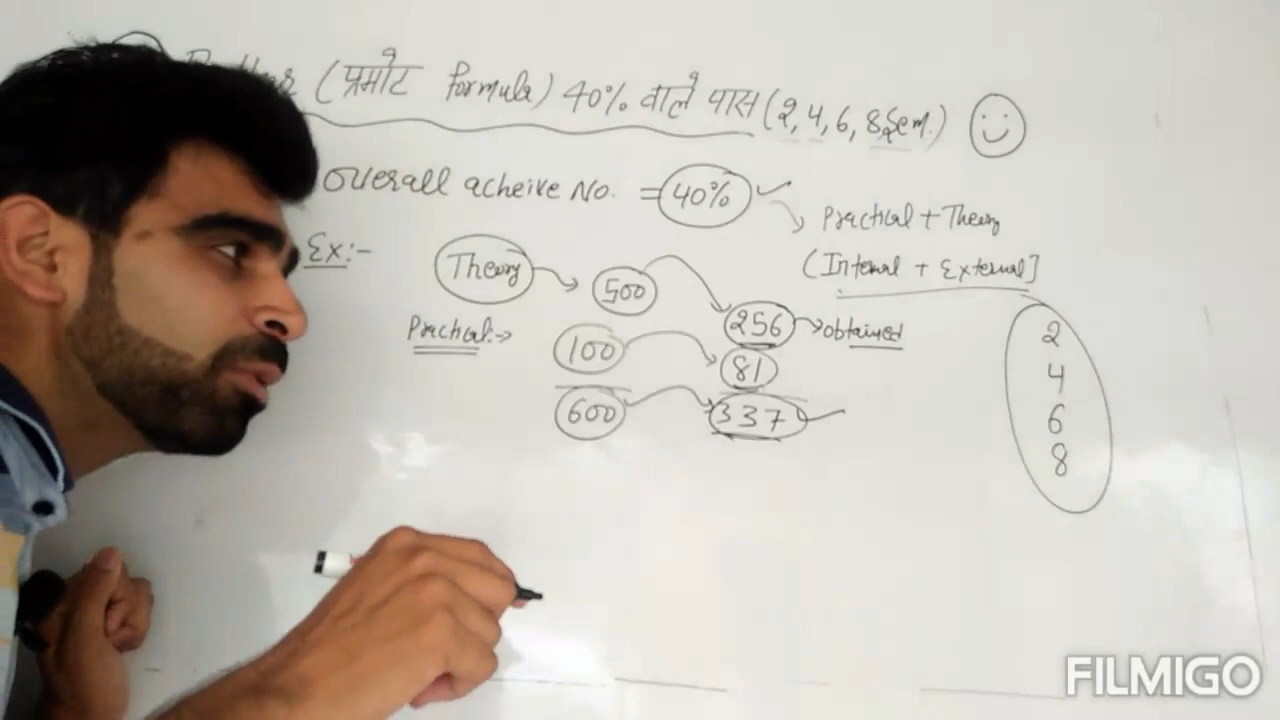 (प्रमोट Formula) 40% वाले पास (2, 4, 6, 8 Sem.)
Overall acheive No. = 40%
Practical + Theory
(Internal + External]
Ex:-
Theory 500 256 obtained
Practical:-> 100 81
600 337
2
4
6
8
FILMIGO